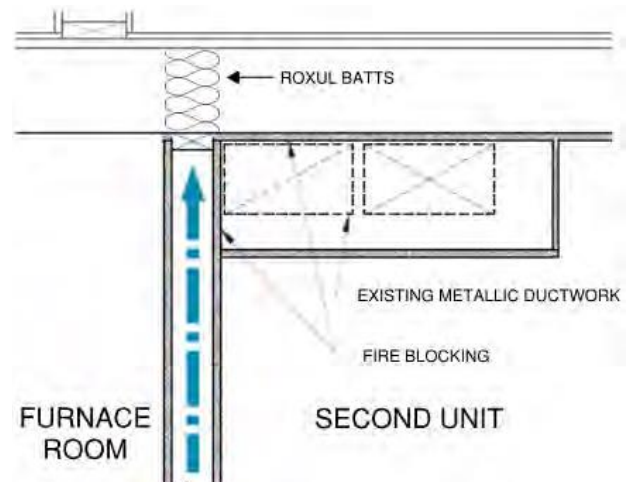 ROXUL BATTS
EXISTING METALLIC DUCTWORK
FIRE BLOCKING
FURNACE
ROOM
SECOND UNIT